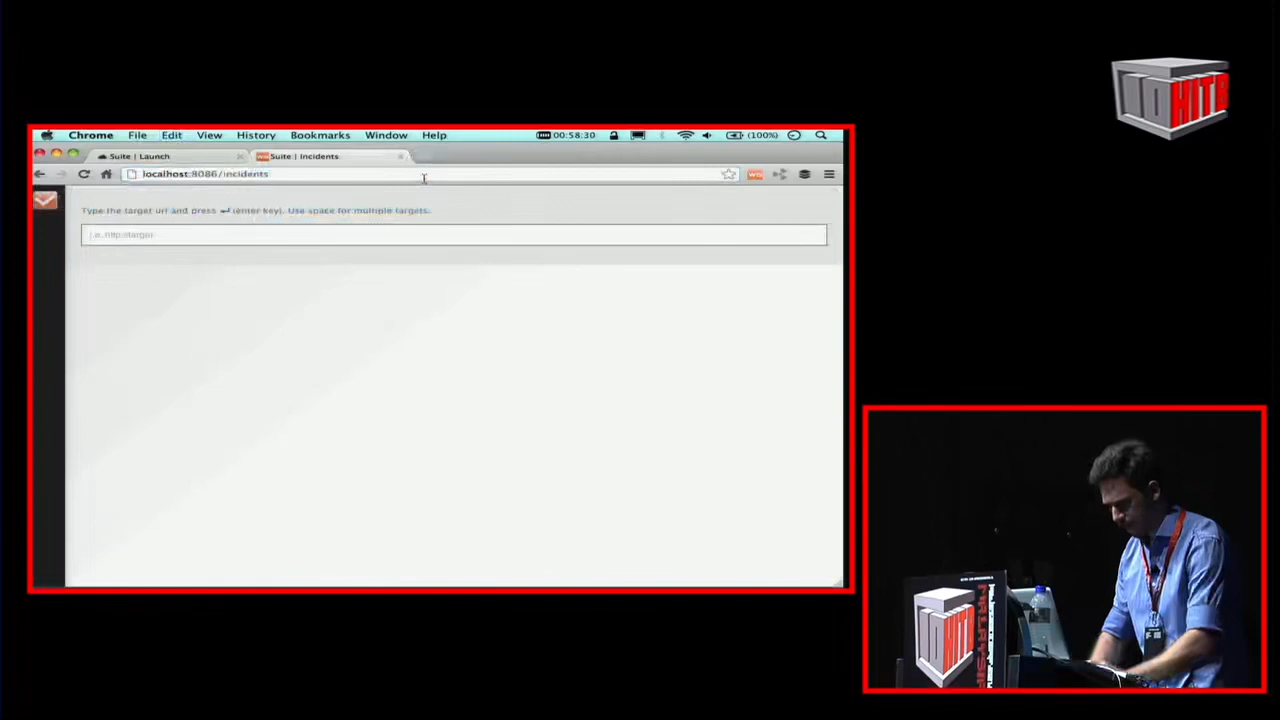 HITB
Chrome File Edit View History Bookmarks Window Help 00:58:30 (100%)
Suite | Launch
Suite | Incidents
localhost:8086/incidents
Type the target url and press (enter key). Use space for multiple targets.
HITB